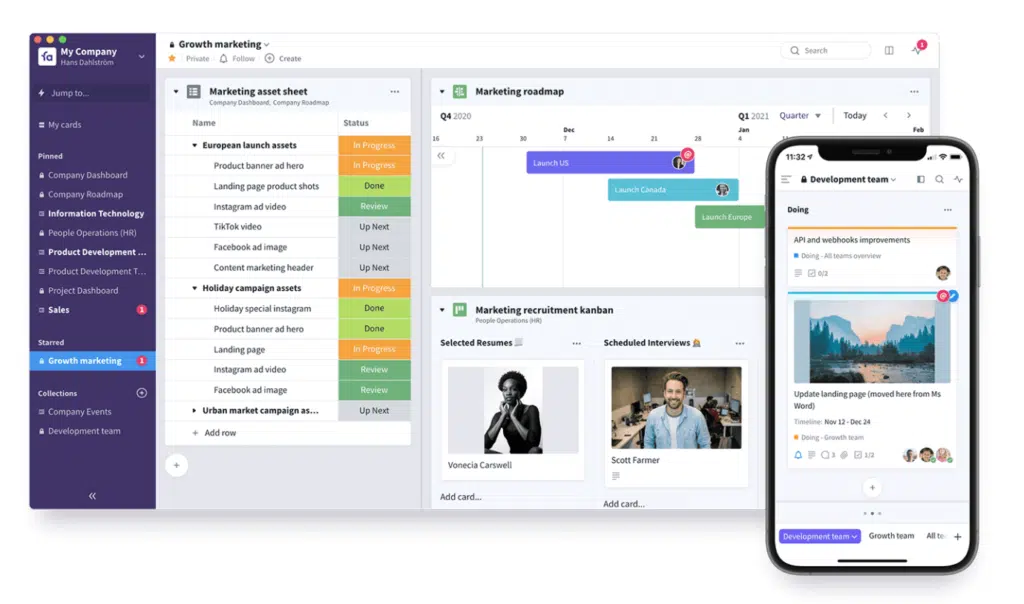 fa
My Company
Hans Dahlström
Jump to...
My cards
Pinned
Company Dashboard
Company Roadmap
Information Technology
People Operations (HR)
Product Development ...
Product Development T...
Project Dashboard
Sales 1
Starred
Growth marketing 1
Collections
Company Events
Development team
Growth marketing
Private Follow Create
Search
1
Marketing asset sheet
Company Dashboard, Company Roadmap
Name Status
European launch assets In Progress
Product banner ad hero In Progress
Landing page product shots Done
Instagram ad video Review
TikTok video Up Next
Facebook ad image Up Next
Content marketing header Up Next
Holiday campaign assets In Progress
Holiday special instagram Done
Product banner ad hero Done
Landing page In Progress
Instagram ad video Review
Facebook ad image Review
Urban market campaign as... Up Next
+ Add row
Marketing roadmap
Q4 2020 Q1 2021 Quarter Today
Dec Jan Feb
16 23 30 7 14 21 28 4
Launch US
Launch Canada
Launch Europe
Marketing recruitment kanban
People Operations (HR)
Selected Resumes Scheduled Interviews
Vonecia Carswell
Scott Farmer
Add card...
Add card...
11:32
Development team
Doing
API and webhooks improvements
Doing - All teams overview
0/2
Update landing page (moved here from Ms
Word)
Timeline: Nov 12 - Dec 24
Doing - Growth team
3 1/2
Development team Growth team All te